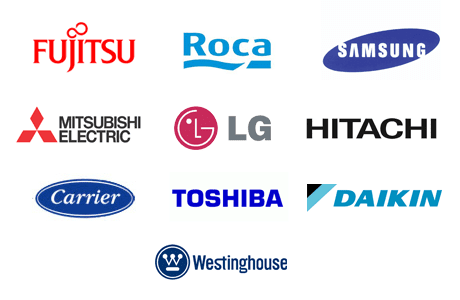 FUJITSU
Roca
SAMSUNG
MITSUBISHI
ELECTRIC
LG
HITACHI
Carrier
TOSHIBA
DAIKIN
W
Westinghouse